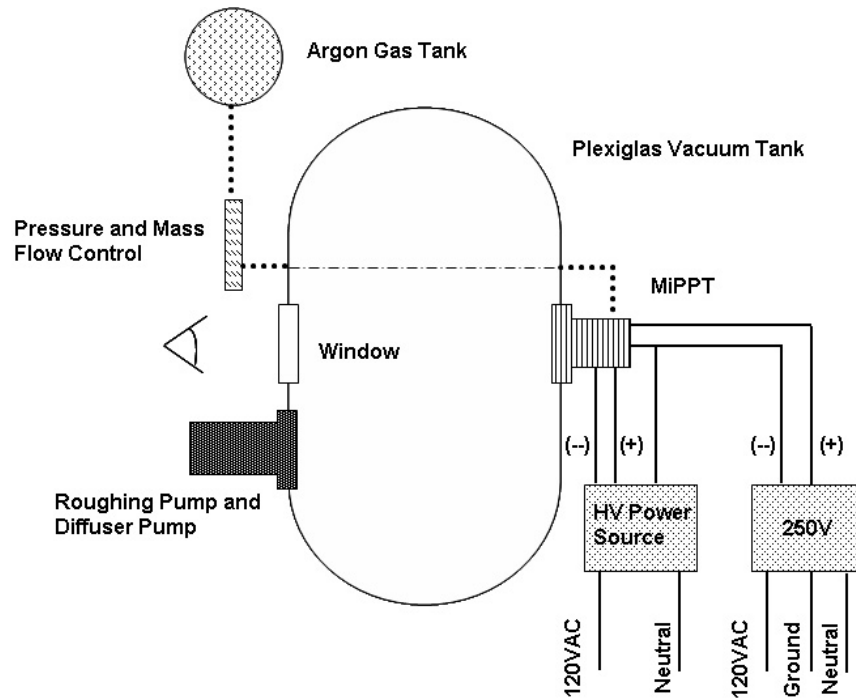 Argon Gas Tank
Plexiglas Vacuum Tank
Pressure and Mass
Flow Control
MiPPT
Window
(--)
(+)
(--)
(+)
Roughing Pump and
Diffuser Pump
HV Power
Source
250V
120VAC
Neutral
120VAC
Ground
Neutral